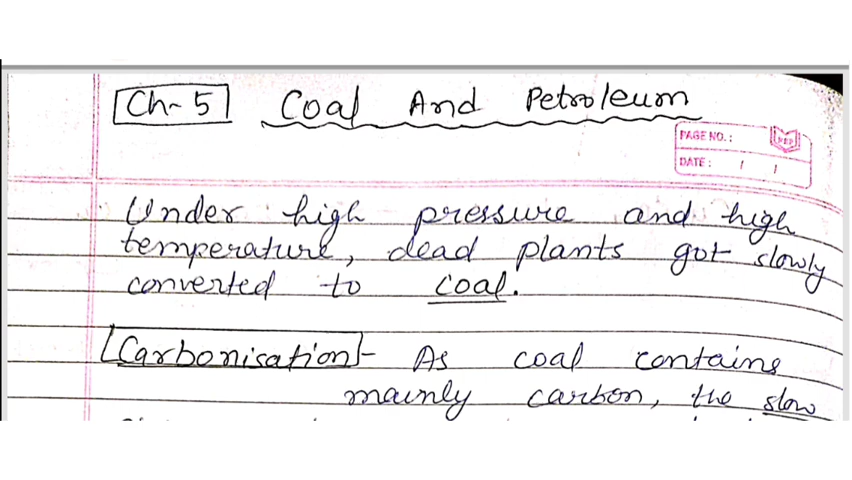 Ch-5 Coal And Petroleum
PAGE NO.:
DATE: / /
Under high pressure and high
temperature, dead plants got slowly
converted to coal.
Carbonisation - As coal contains
mainly carbon, the slow